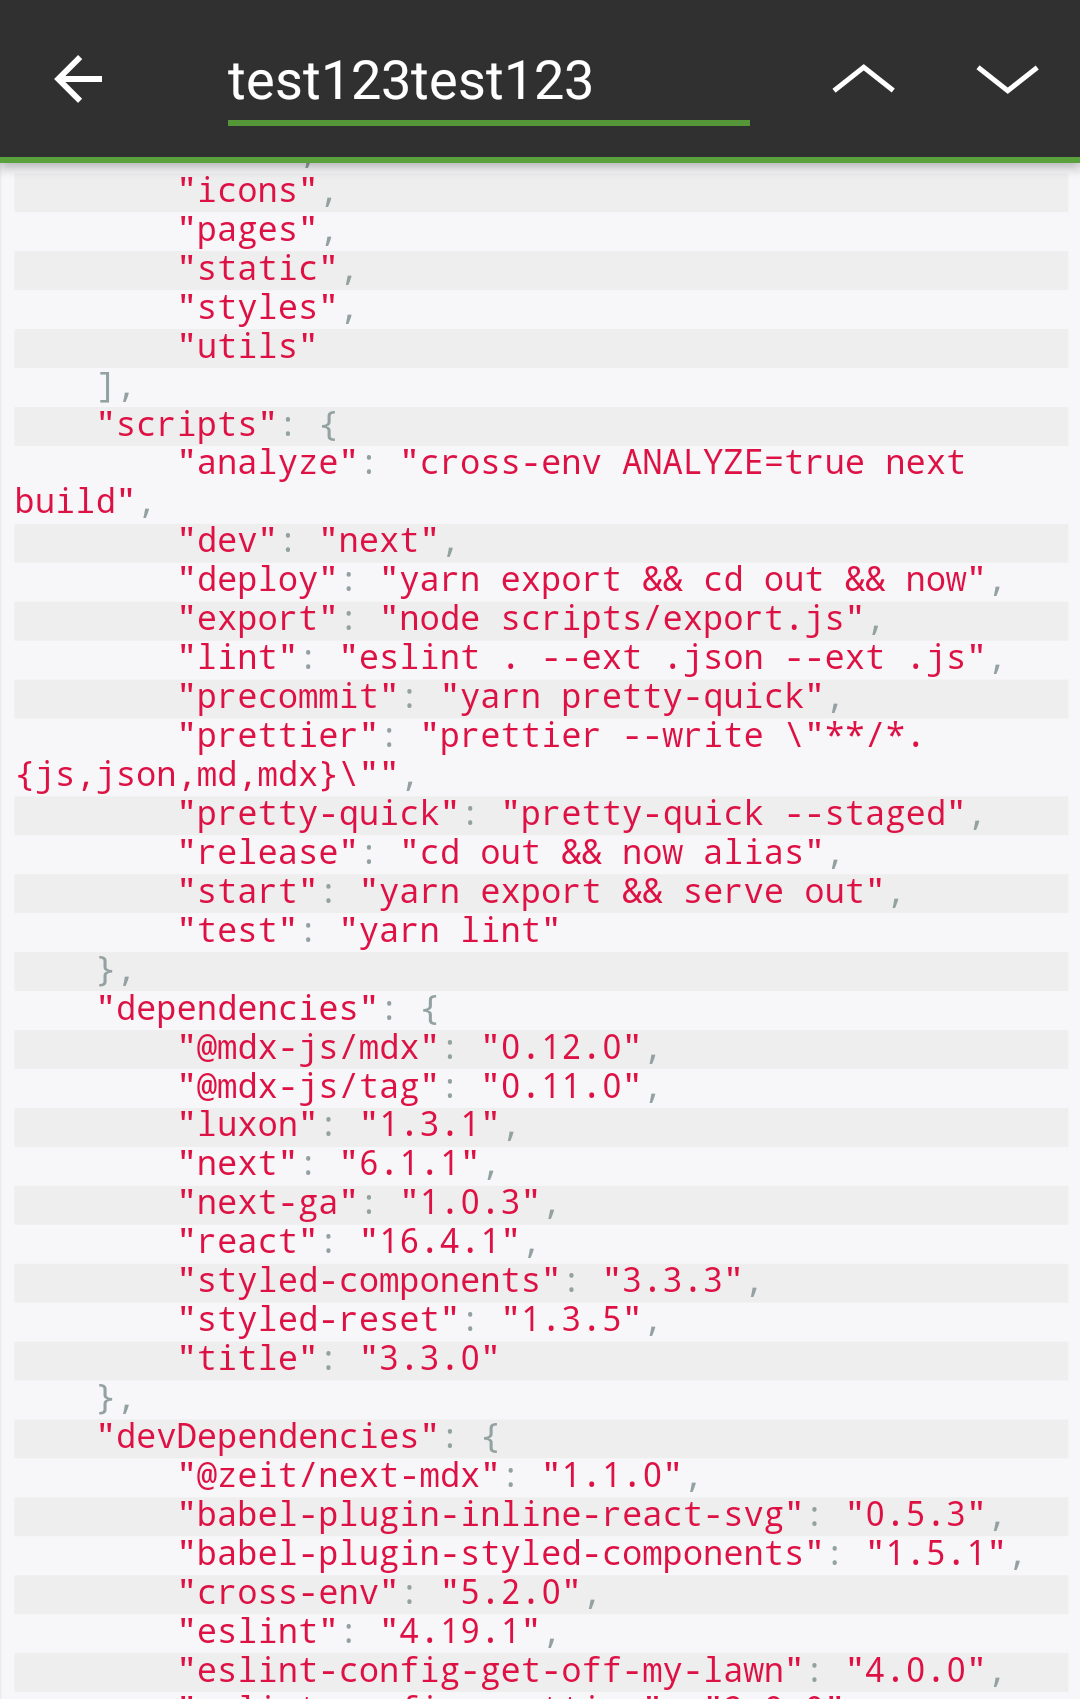 test123test123
"icons",
"pages",
"static",
"styles",
"utils"
],
"scripts": {
"analyze": "cross-env ANALYZE=true next
build",
"dev": "next",
"deploy": "yarn export && cd out && now",
"export": "node scripts/export.js",
"lint": "eslint . --ext .json --ext .js",
"precommit": "yarn pretty-quick",
"prettier": "prettier --write \"**/*.
{js,json,md,mdx}\"",
"pretty-quick": "pretty-quick --staged",
"release": "cd out && now alias",
"start": "yarn export && serve out",
"test": "yarn lint"
},
"dependencies": {
"@mdx-js/mdx": "0.12.0",
"@mdx-js/tag": "0.11.0",
"luxon": "1.3.1",
"next": "6.1.1",
"next-ga": "1.0.3",
"react": "16.4.1",
"styled-components": "3.3.3",
"styled-reset": "1.3.5",
"title": "3.3.0"
},
"devDependencies": {
"@zeit/next-mdx": "1.1.0",
"babel-plugin-inline-react-svg": "0.5.3",
"babel-plugin-styled-components": "1.5.1",
"cross-env": "5.2.0",
"eslint": "4.19.1",
"eslint-config-get-off-my-lawn": "4.0.0",